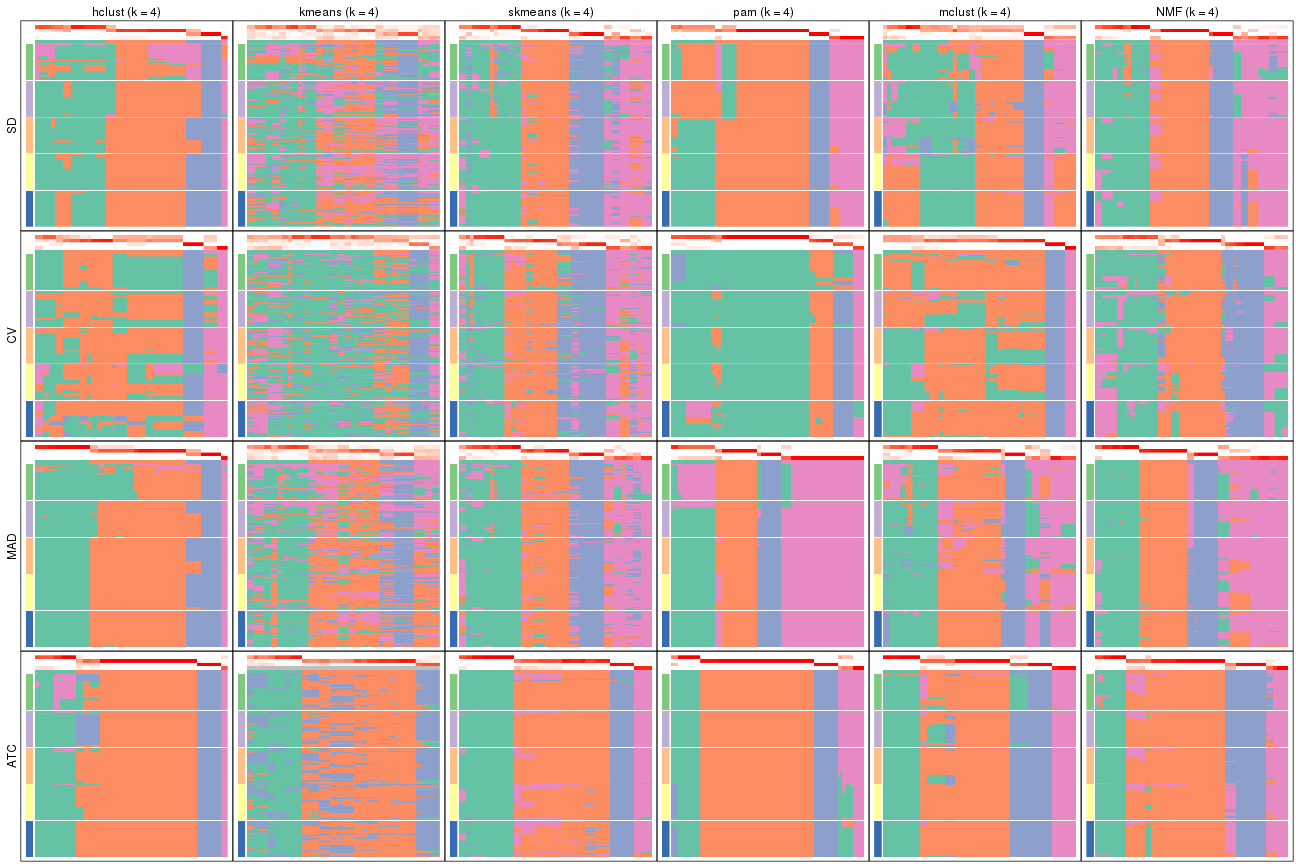 hclust (k = 4) kmeans (k = 4) skmeans (k = 4) pam (k = 4) mclust (k = 4) NMF (k = 4)
SD
CV
MAD
ATC